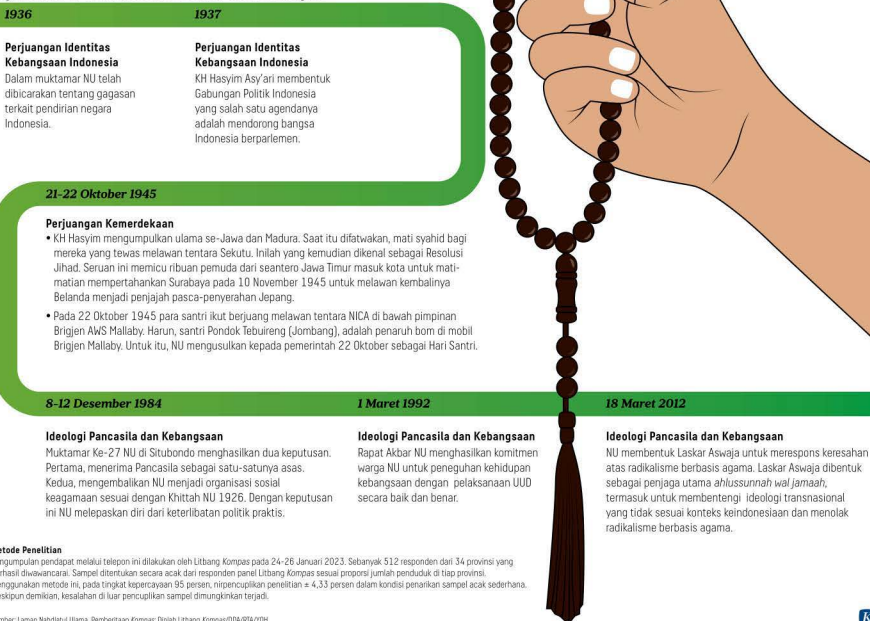 1936
1937
Perjuangan Identitas
Kebangsaan Indonesia
Dalam muktamar NU telah
dibicarakan tentang gagasan
terkait pendirian negara
Indonesia.
Perjuangan Identitas
Kebangsaan Indonesia
KH Hasyim Asy'ari membentuk
Gabungan Politik Indonesia
yang salah satu agendanya
adalah mendorong bangsa
Indonesia berparlemen.
21-22 Oktober 1945
Perjuangan Kemerdekaan
• KH Hasyim mengumpulkan ulama se-Jawa dan Madura. Saat itu difatwakan, mati syahid bagi
mereka yang tewas melawan tentara Sekutu. Inilah yang kemudian dikenal sebagai Resolusi
Jihad. Seruan ini memicu ribuan pemuda dari seantero Jawa Timur masuk kota untuk mati-
matian mempertahankan Surabaya pada 10 November 1945 untuk melawan kembalinya
Belanda menjadi penjajah pasca-penyerahan Jepang.
• Pada 22 Oktober 1945 para santri ikut berjuang melawan tentara NICA di bawah pimpinan
Brigjen AWS Mallaby. Harun, santri Pondok Tebuireng (Jombang), adalah penaruh bom di mobil
Brigjen Mallaby. Untuk itu, NU mengusulkan kepada pemerintah 22 Oktober sebagai Hari Santri.
8-12 Desember 1984
1 Maret 1992
18 Maret 2012
Ideologi Pancasila dan Kebangsaan
Muktamar Ke-27 NU di Situbondo menghasilkan dua keputusan.
Pertama, menerima Pancasila sebagai satu-satunya asas.
Kedua, mengembalikan NU menjadi organisasi sosial
keagamaan sesuai dengan Khittah NU 1926. Dengan keputusan
ini NU melepaskan diri dari keterlibatan politik praktis.
Ideologi Pancasila dan Kebangsaan
Rapat Akbar NU menghasilkan komitmen
warga NU untuk peneguhan kehidupan
kebangsaan dengan pelaksanaan UUD
secara baik dan benar.
Ideologi Pancasila dan Kebangsaan
NU membentuk Laskar Aswaja untuk merespons keresahan
atas radikalisme berbasis agama. Laskar Aswaja dibentuk
sebagai penjaga utama ahlussunnah wal jamaah,
termasuk untuk membentengi ideologi transnasional
yang tidak sesuai konteks keindonesiaan dan menolak
radikalisme berbasis agama.
etode Penelitian
ngumpulan pendapat melalui telepon ini dilakukan oleh Litbang Kompas pada 24-26 Januari 2023. Sebanyak 512 responden dari 34 provinsi yang
rhasil diwawancarai. Sampel ditentukan secara acak dari responden panel Litbang Kompas sesuai proporsi jumlah penduduk di tiap provinsi.
enggunakan metode ini, pada tingkat kepercayaan 95 persen, nirpencuplikan penelitian ± 4,33 persen dalam kondisi penarikan sampel acak sederhana.
eskipun demikian, kesalahan di luar pencuplikan sampel dimungkinkan terjadi.